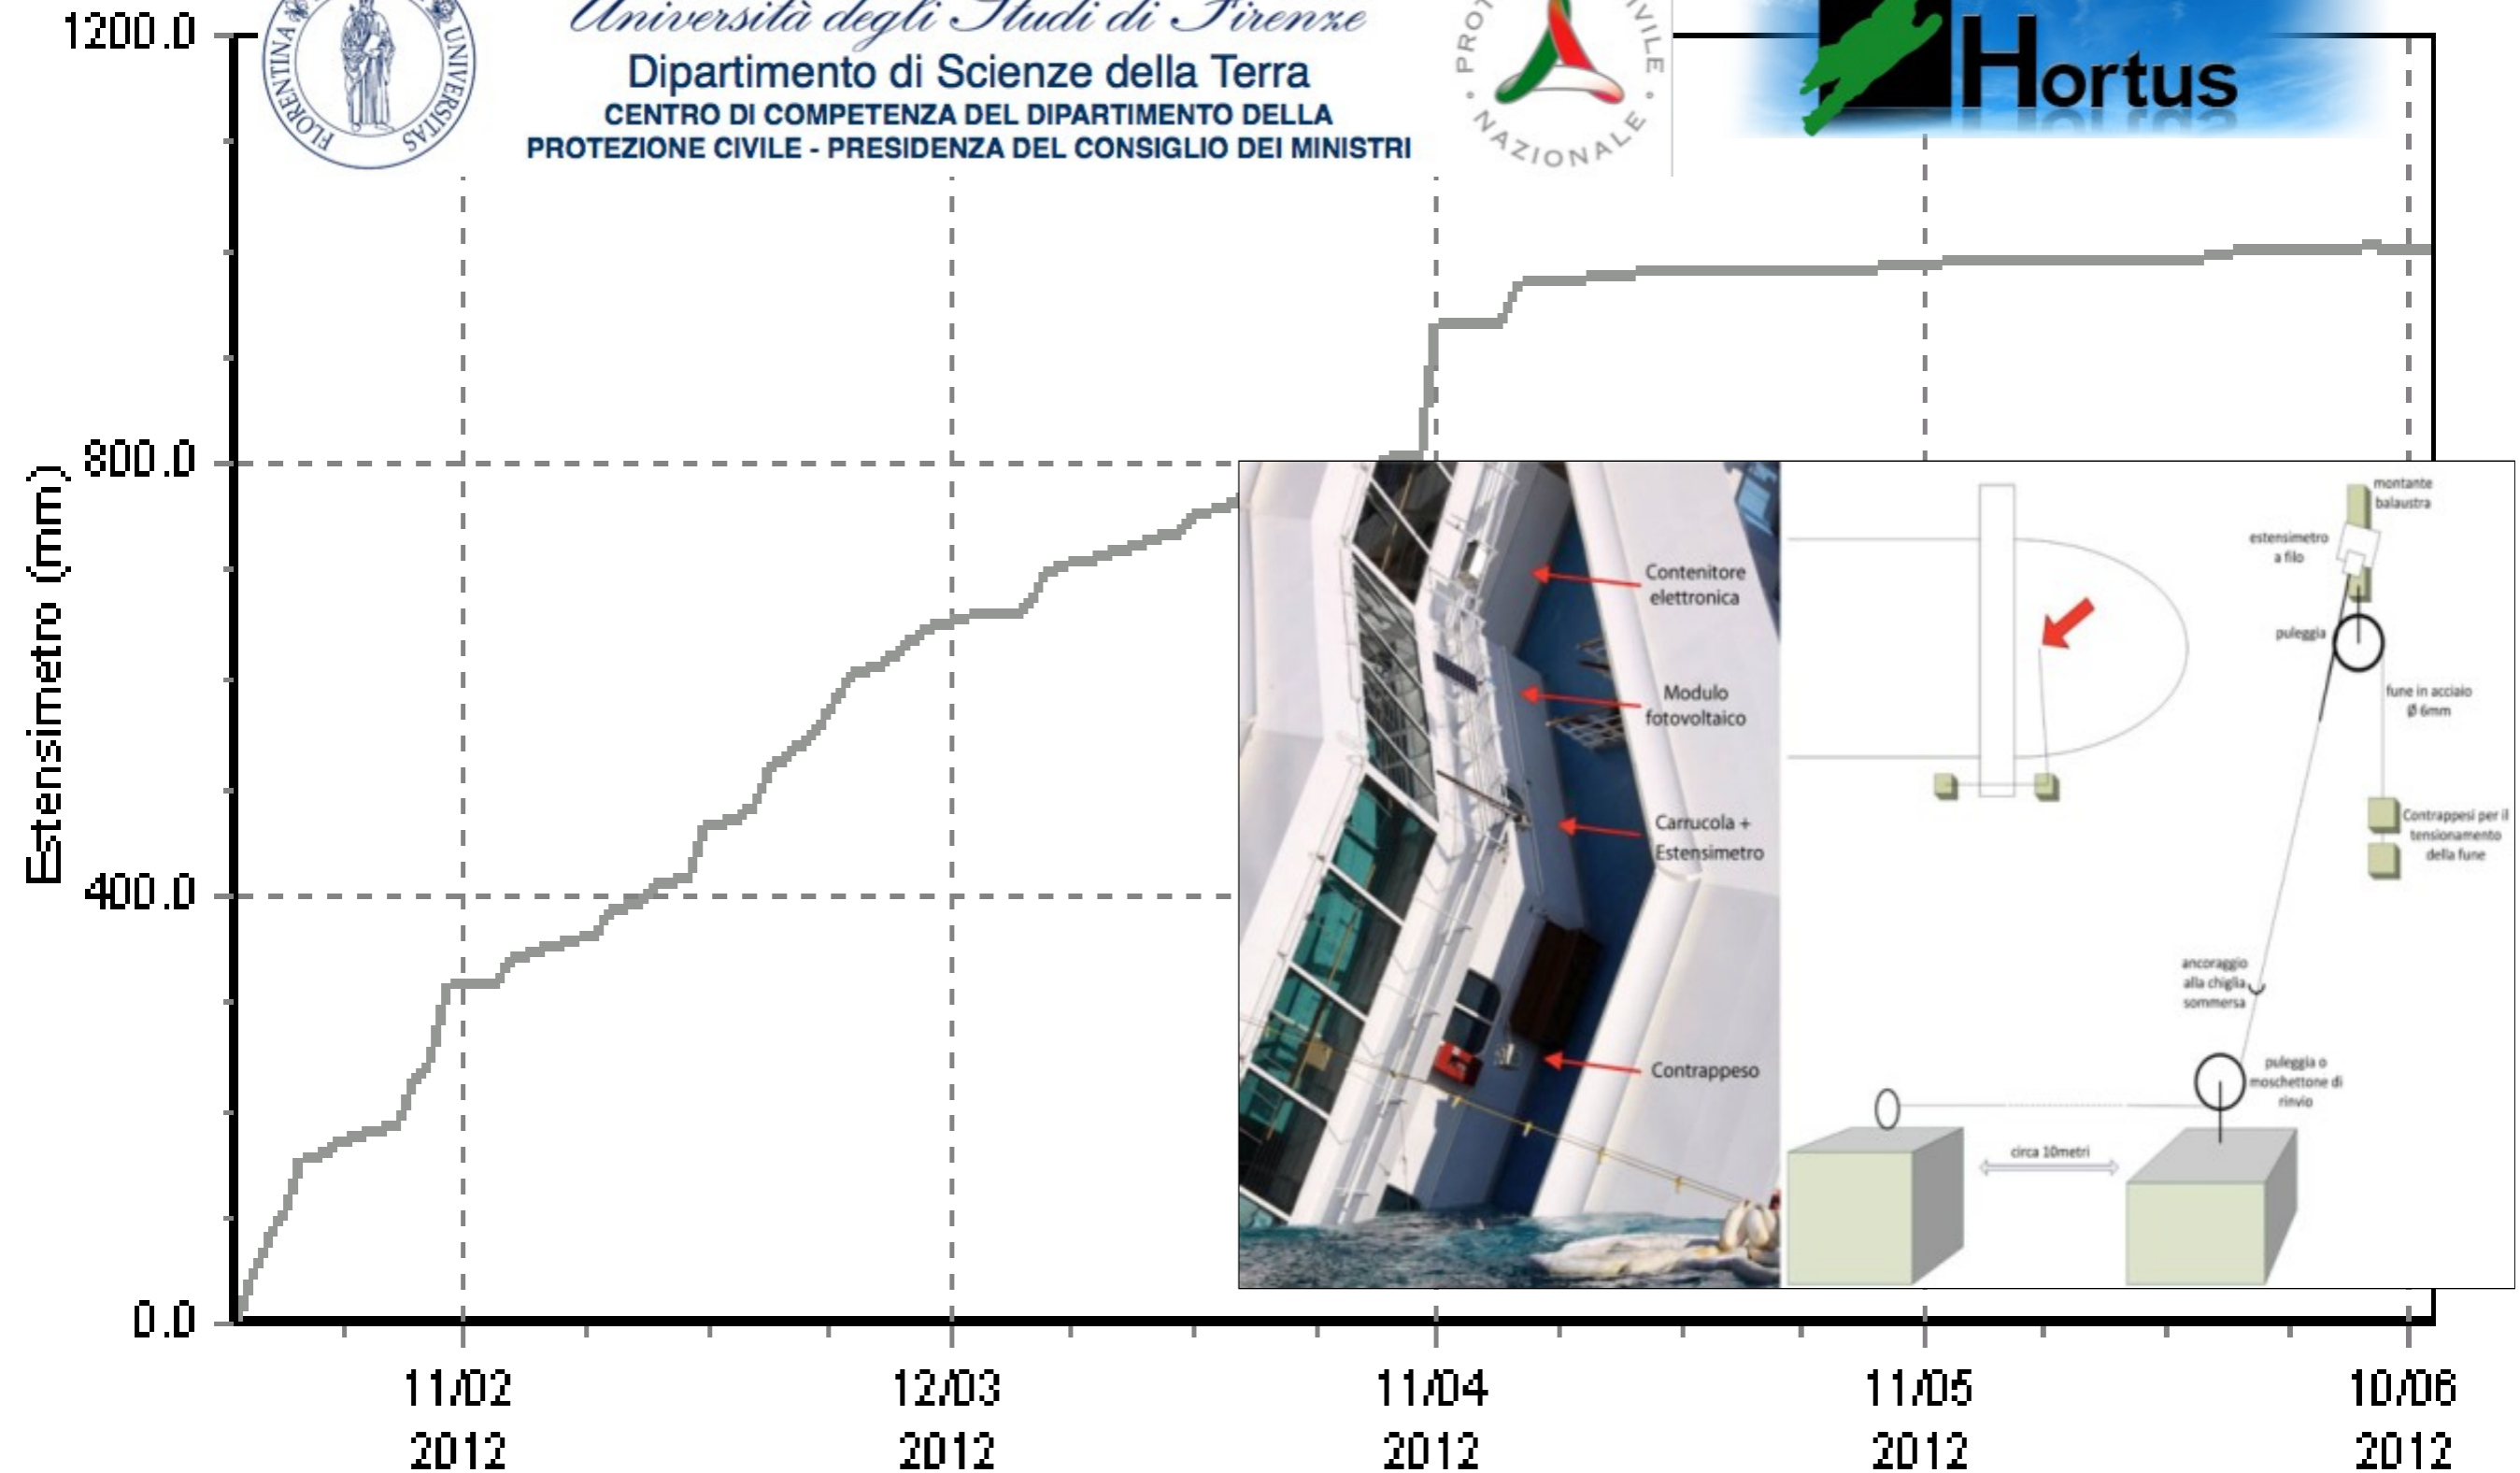 1200.0
FLORENTINA UNIVERSITAS
Università degli Studi di Firenze
Dipartimento di Scienze della Terra
CENTRO DI COMPETENZA DEL DIPARTIMENTO DELLA
PROTEZIONE CIVILE - PRESIDENZA DEL CONSIGLIO DEI MINISTRI
NAZIONALE
Hortus
800.0
400.0
0.0
Estensimetro (mm)
Contenitore
elettronica
Modulo
fotovoltaico
Carrucola +
Estensimetro
Contrappeso
montante
balaustra
estensimetro
a filo
puleggia
fune in acciaio
Ø 6mm
Contrappesi per il
tensionamento
della fune
ancoraggio
alla chiglia
sommersa
puleggia o
moschettone di
rinvio
circa 10metri
11/02
2012
12/03
2012
11/04
2012
11/05
2012
10/06
2012